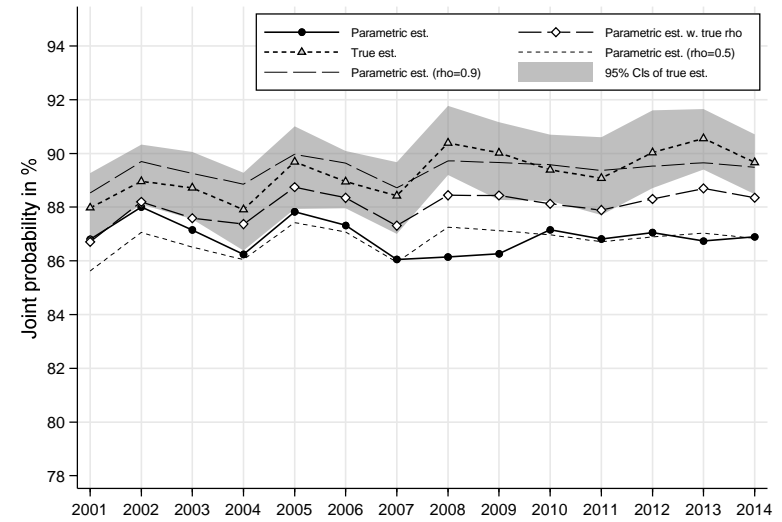 Parametric est.
True est.
Parametric est. (rho=0.9)
Parametric est. w. true rho
Parametric est. (rho=0.5)
95% CIs of true est.
Joint probability in %
94
92
90
88
86
84
82
80
78
2001 2002 2003 2004 2005 2006 2007 2008 2009 2010 2011 2012 2013 2014